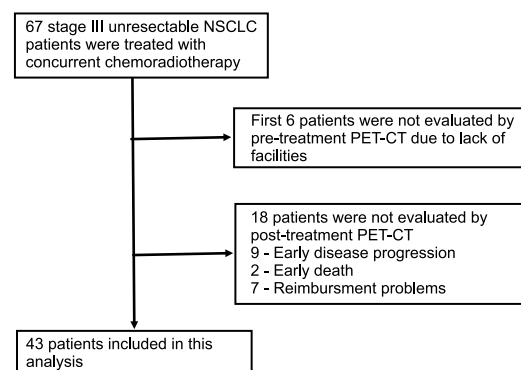 67 stage III unresectable NSCLC
patients were treated with
concurrent chemoradiotherapy
First 6 patients were not evaluated by
pre-treatment PET-CT due to lack of
facilities
18 patients were not evaluated by
post-treatment PET-CT
9 - Early disease progression
2 - Early death
7 - Reimbursment problems
43 patients included in this
analysis